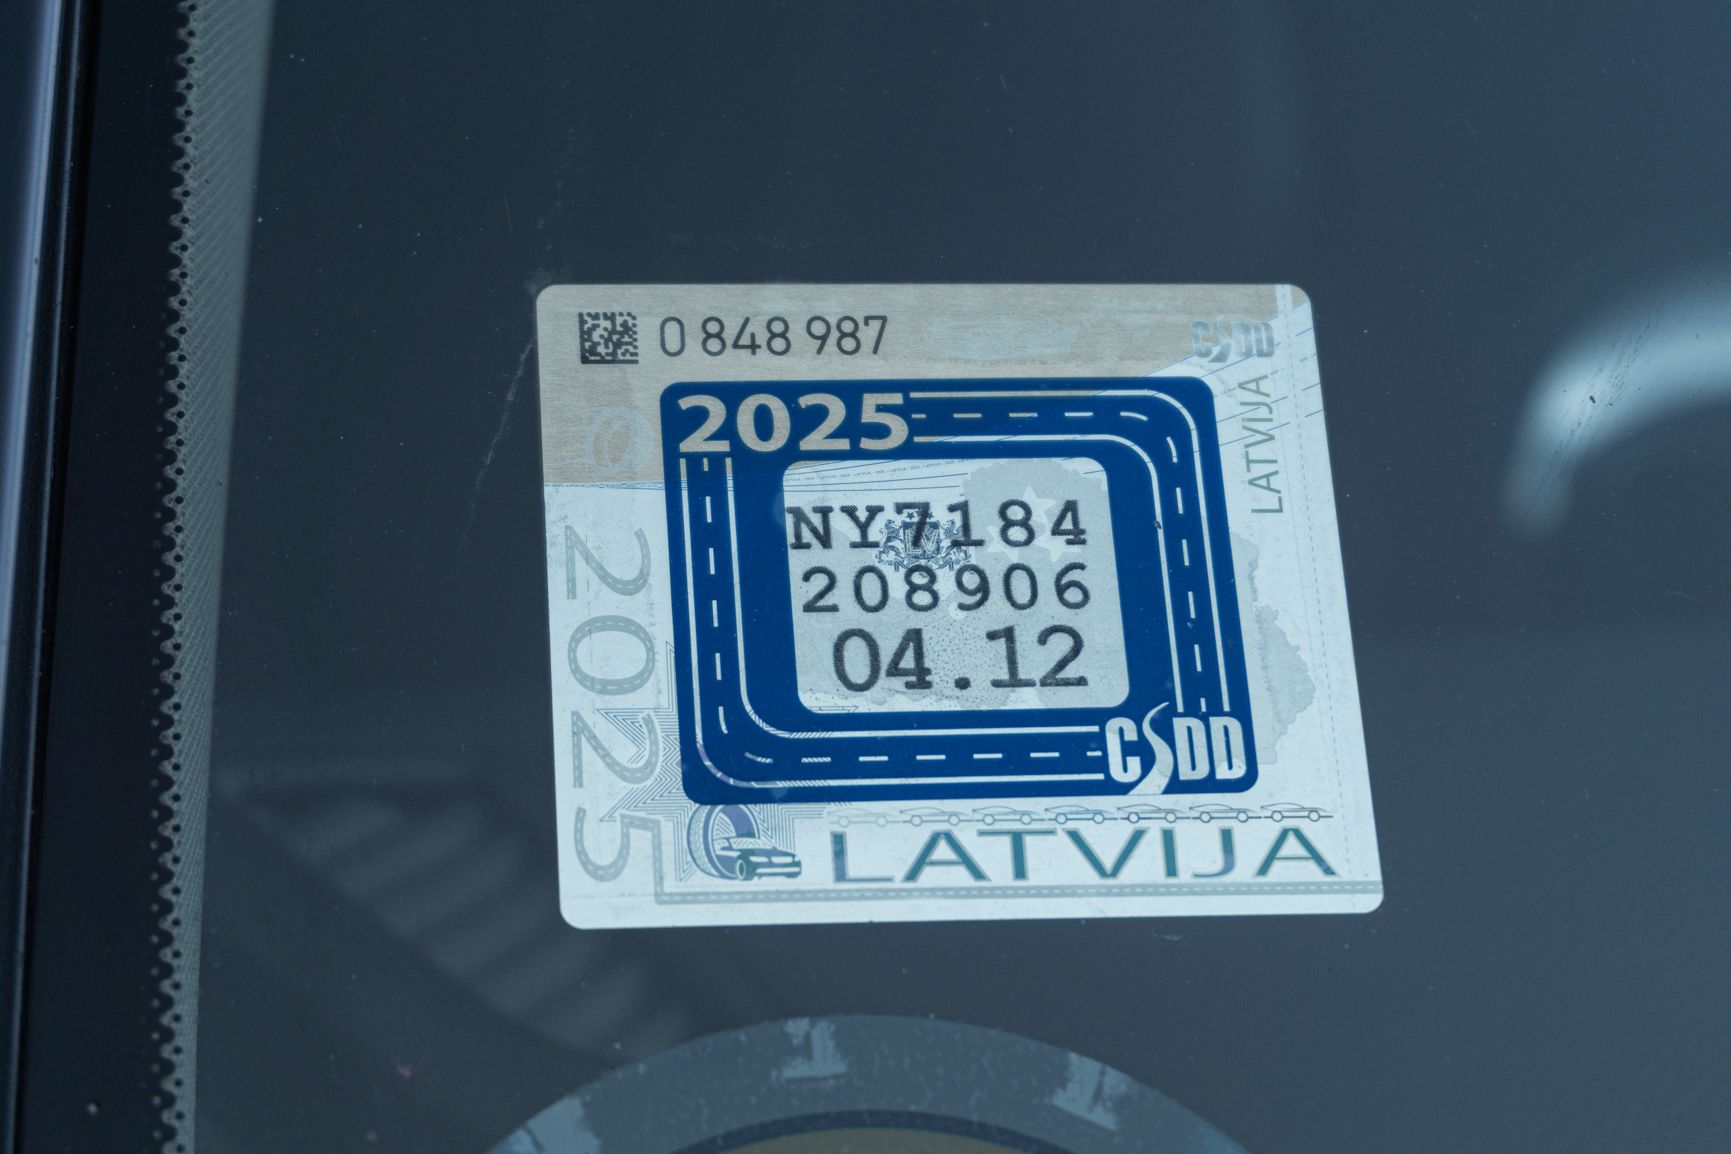 0 848 987
CSDD
LATVIJA
2025
NY7184
208906
04.12
CSDD
2025
LATVIJA